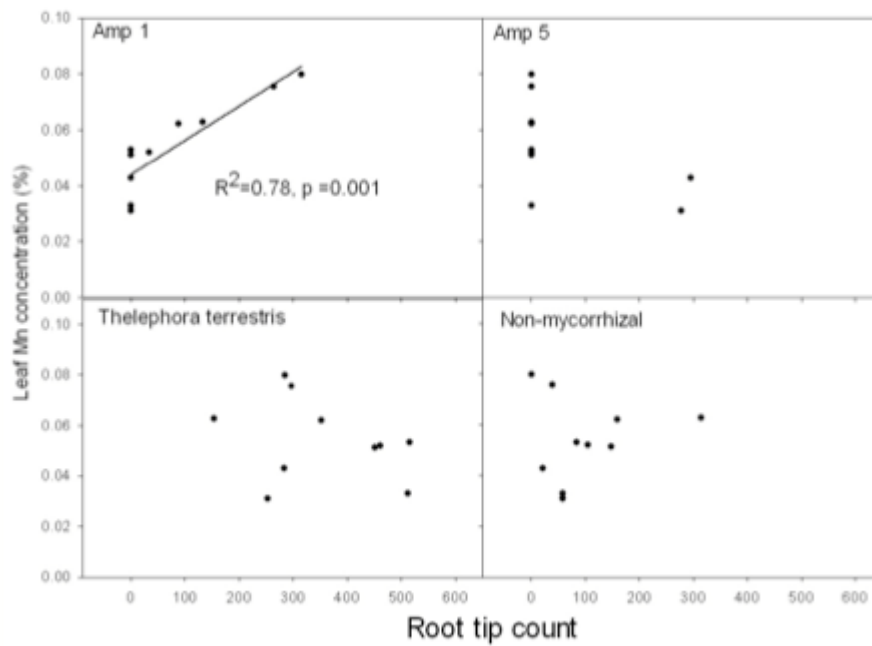 Amp 1
Amp 5
0.10
0.08
0.06
0.04
0.02
0.00
R²=0.78, p =0.001
Leaf Mn concentration (%)
Thelephora terrestris
Non-mycorrhizal
0.10
0.08
0.06
0.04
0.02
0.00
0 100 200 300 400 500 600
0 100 200 300 400 500 600
Root tip count